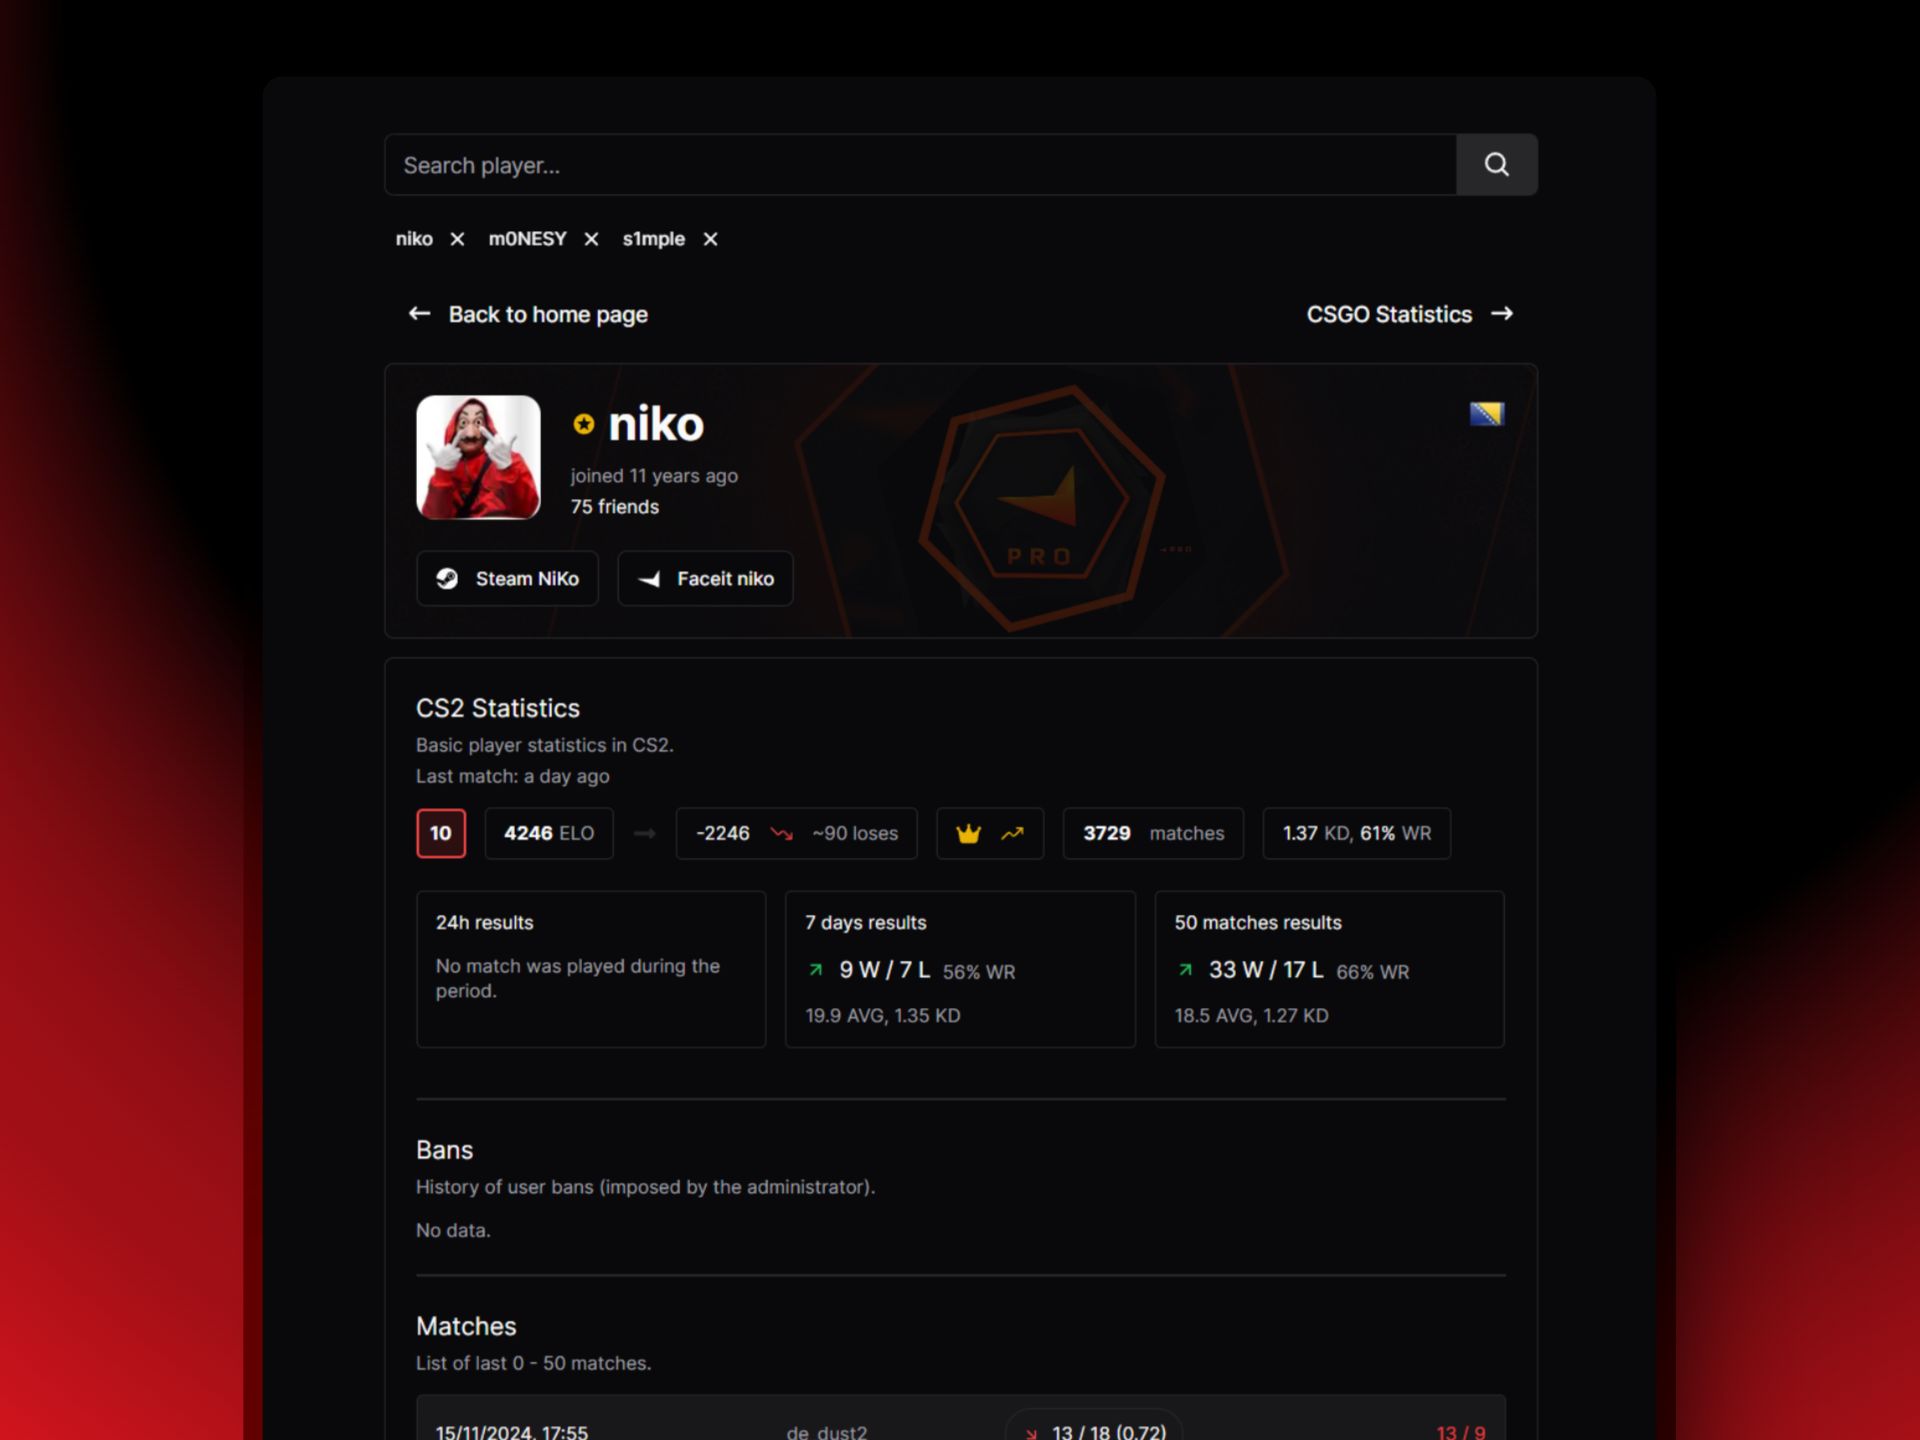 Search player...
niko
m0NESY
s1mple
Back to home page
CSGO Statistics
niko
joined 11 years ago
75 friends
Steam NiKo
Faceit niko
PRO
PRO
CS2 Statistics
Basic player statistics in CS2.
Last match: a day ago
10
4246 ELO
-2246 ~90 loses
3729 matches
1.37 KD, 61% WR
24h results
No match was played during the
period.
7 days results
9 W / 7 L 56% WR
19.9 AVG, 1.35 KD
50 matches results
33 W / 17 L 66% WR
18.5 AVG, 1.27 KD
Bans
History of user bans (imposed by the administrator).
No data.
Matches
List of last 0 - 50 matches.
15/11/2024, 17:55 de_dust2 13 / 18 (0.72) 13 / 9